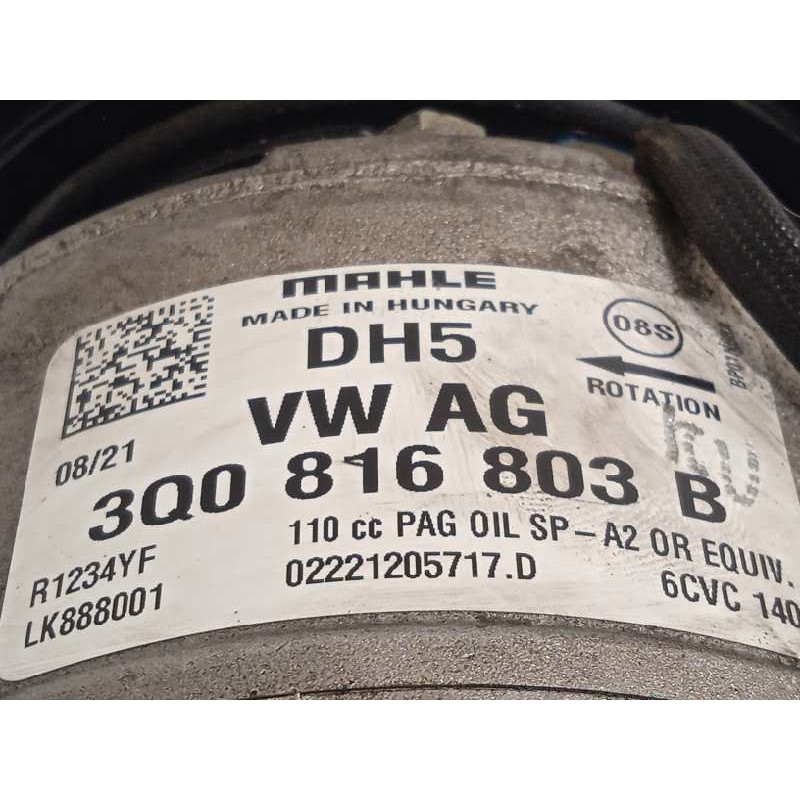 MAHLE
MADE IN HUNGARY
DH5
08S
ROTATION
VW AG
08/21
3Q0 816 803 B
110 cc PAG OIL SP-A2 OR EQUIV.
R1234YF
02221205717.D
6CVC 140
LK888001